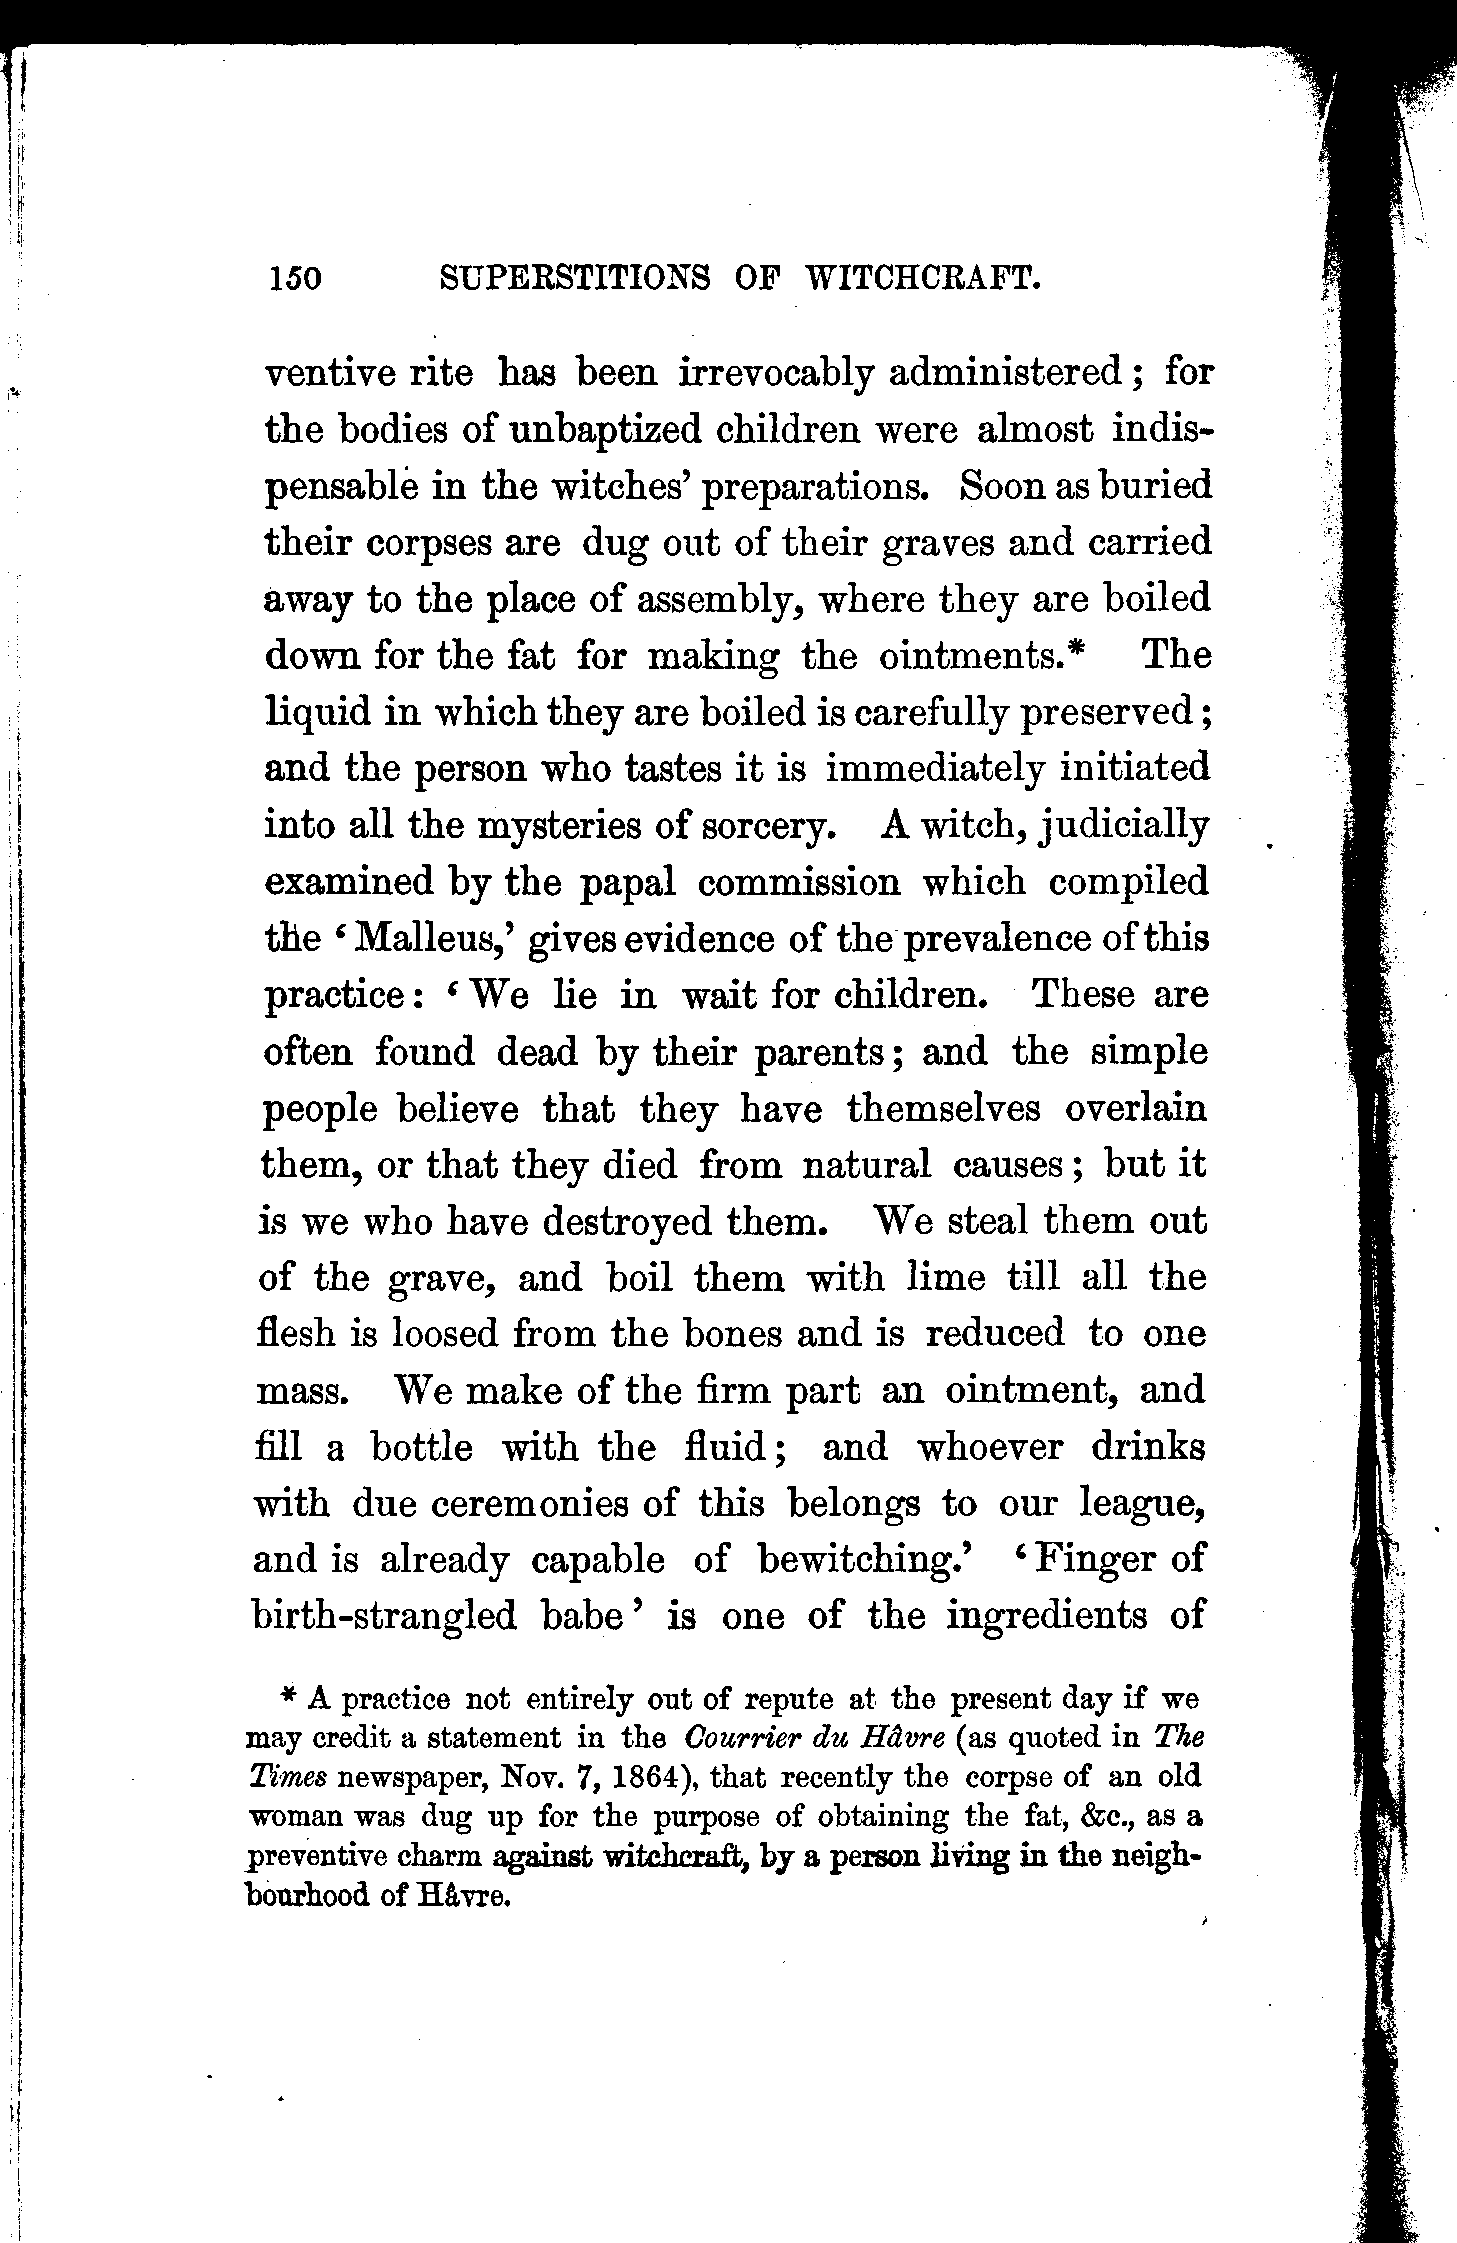 150 SUPERSTITIONS OF WITCHCRAFT.
ventive rite has been irrevocably administered; for
the bodies of unbaptized children were almost indis-
pensable in the witches' preparations. Soon as buried
their corpses are dug out of their graves and carried
away to the place of assembly, where they are boiled
down for the fat for making the ointments.* The
liquid in which they are boiled is carefully preserved;
and the person who tastes it is immediately initiated
into all the mysteries of sorcery. A witch, judicially
examined by the papal commission which compiled
the ‘Malleus,’ gives evidence of the prevalence of this
practice: ‘We lie in wait for children. These are
often found dead by their parents; and the simple
people believe that they have themselves overlain
them, or that they died from natural causes; but it
is we who have destroyed them. We steal them out
of the grave, and boil them with lime till all the
flesh is loosed from the bones and is reduced to one
mass. We make of the firm part an ointment, and
fill a bottle with the fluid; and whoever drinks
with due ceremonies of this belongs to our league,
and is already capable of bewitching.’ ‘Finger of
birth-strangled babe’ is one of the ingredients of
* A practice not entirely out of repute at the present day if we
may credit a statement in the Courrier du Hâvre (as quoted in The
Times newspaper, Nov. 7, 1864), that recently the corpse of an old
woman was dug up for the purpose of obtaining the fat, &c., as a
preventive charm against witchcraft, by a person living in the neigh-
bourhood of Hâvre.